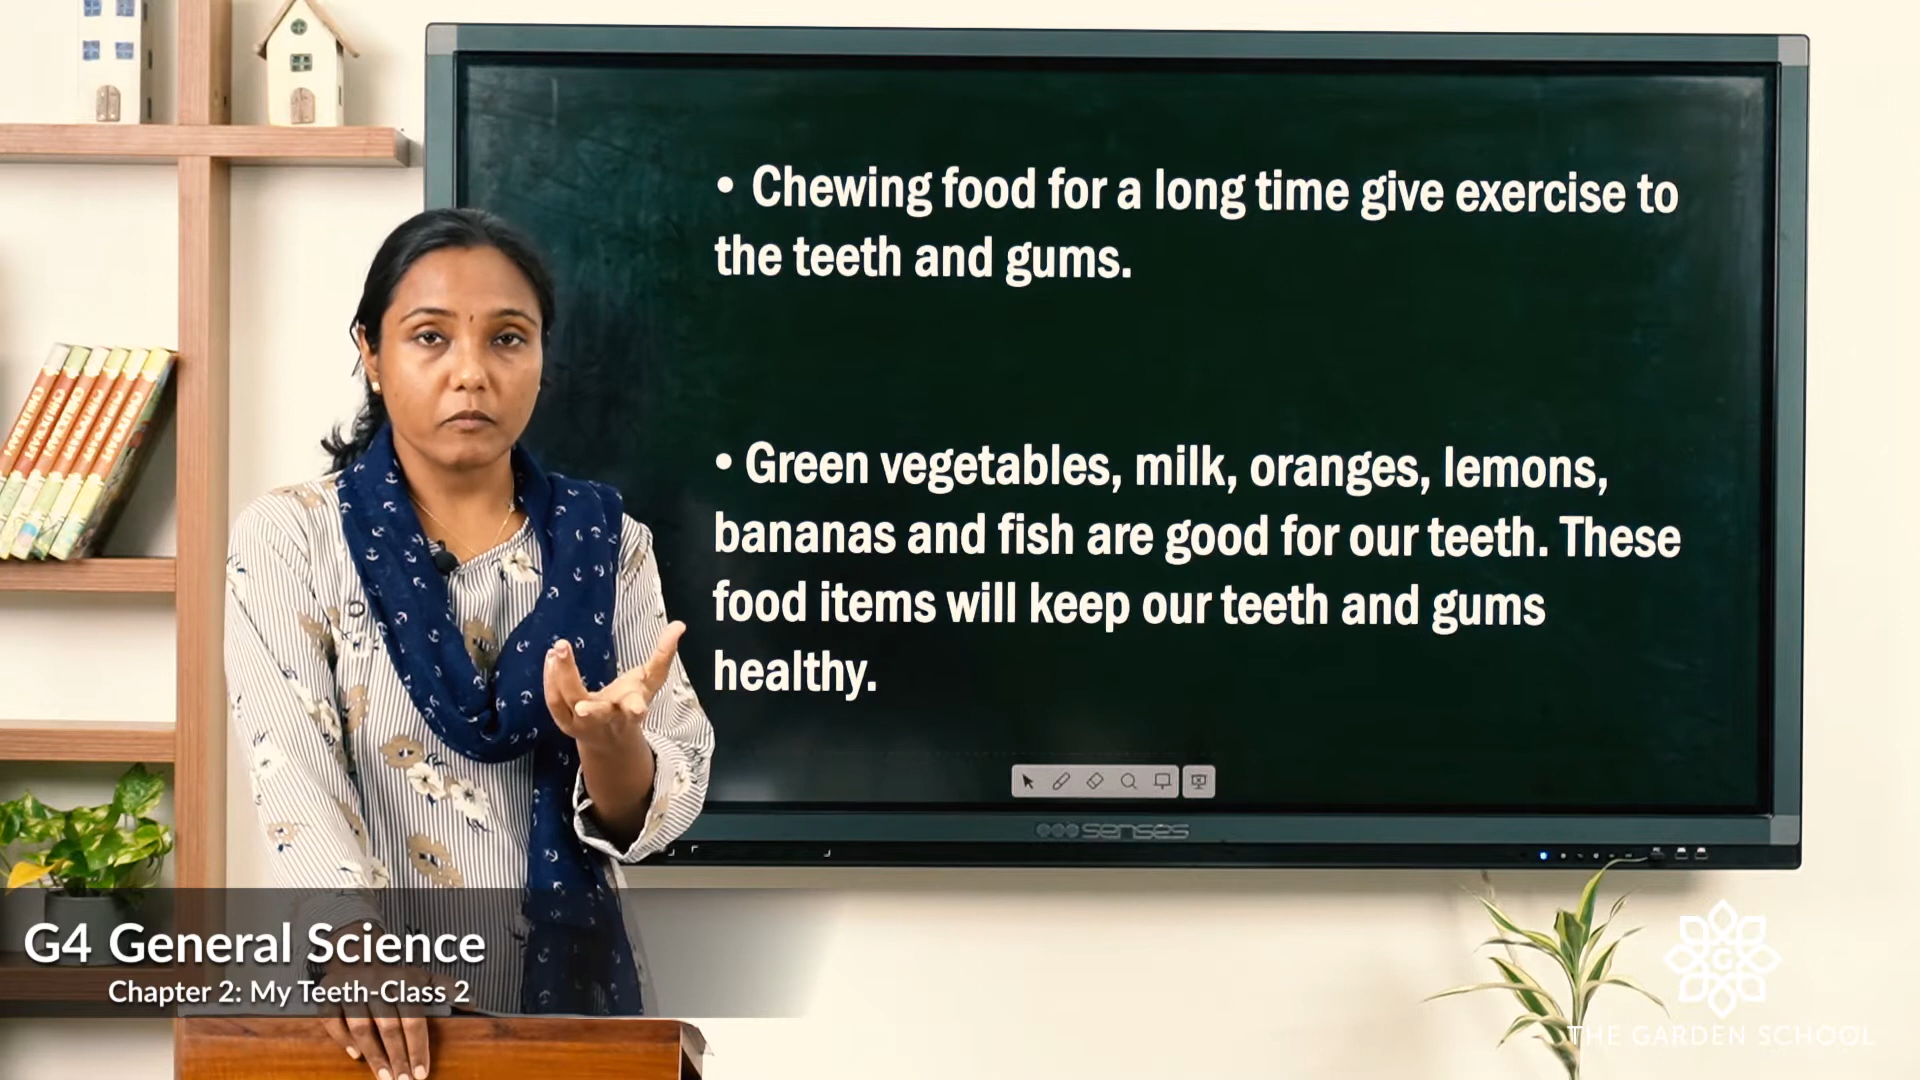 • Chewing food for a long time give exercise to
the teeth and gums.
• Green vegetables, milk, oranges, lemons,
bananas and fish are good for our teeth. These
food items will keep our teeth and gums
healthy.
senses
G4 General Science
Chapter 2: My Teeth-Class 2
G
THE GARDEN SCHOOL